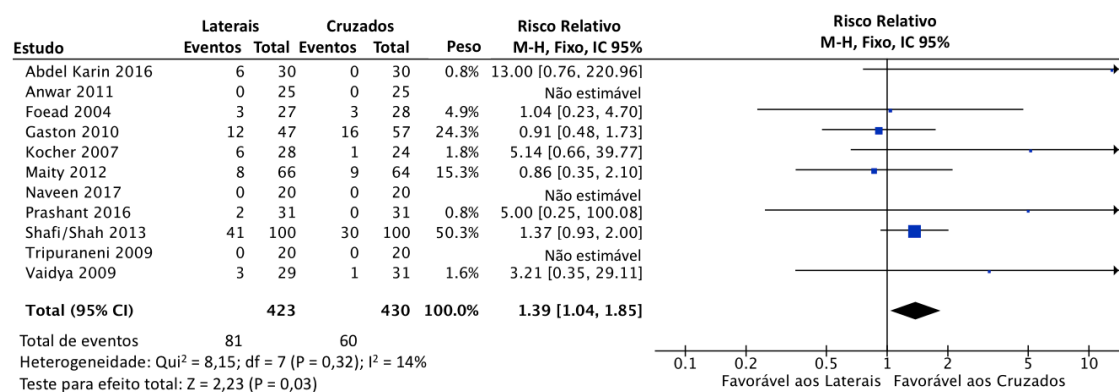 Laterais Cruzados Risco Relativo Risco Relativo
Estudo Eventos Total Eventos Total Peso M-H, Fixo, IC 95% M-H, Fixo, IC 95%
Abdel Karin 2016 6 30 0 30 0.8% 13.00 [0.76, 220.96]
Anwar 2011 0 25 0 25 Não estimável
Foead 2004 3 27 3 28 4.9% 1.04 [0.23, 4.70]
Gaston 2010 12 47 16 57 24.3% 0.91 [0.48, 1.73]
Kocher 2007 6 28 1 24 1.8% 5.14 [0.66, 39.77]
Maity 2012 8 66 9 64 15.3% 0.86 [0.35, 2.10]
Naveen 2017 0 20 0 20 Não estimável
Prashant 2016 2 31 0 31 0.8% 5.00 [0.25, 100.08]
Shafi/Shah 2013 41 100 30 100 50.3% 1.37 [0.93, 2.00]
Tripuraneni 2009 0 20 0 20 Não estimável
Vaidya 2009 3 29 1 31 1.6% 3.21 [0.35, 29.11]
Total (95% CI) 423 430 100.0% 1.39 [1.04, 1.85]
Total de eventos 81 60
Heterogeneidade: Qui² = 8,15; df = 7 (P = 0,32); I² = 14%
Teste para efeito total: Z = 2,23 (P = 0,03)
0.1 0.2 0.5 1 2 5 10
Favorável aos Laterais Favorável aos Cruzados